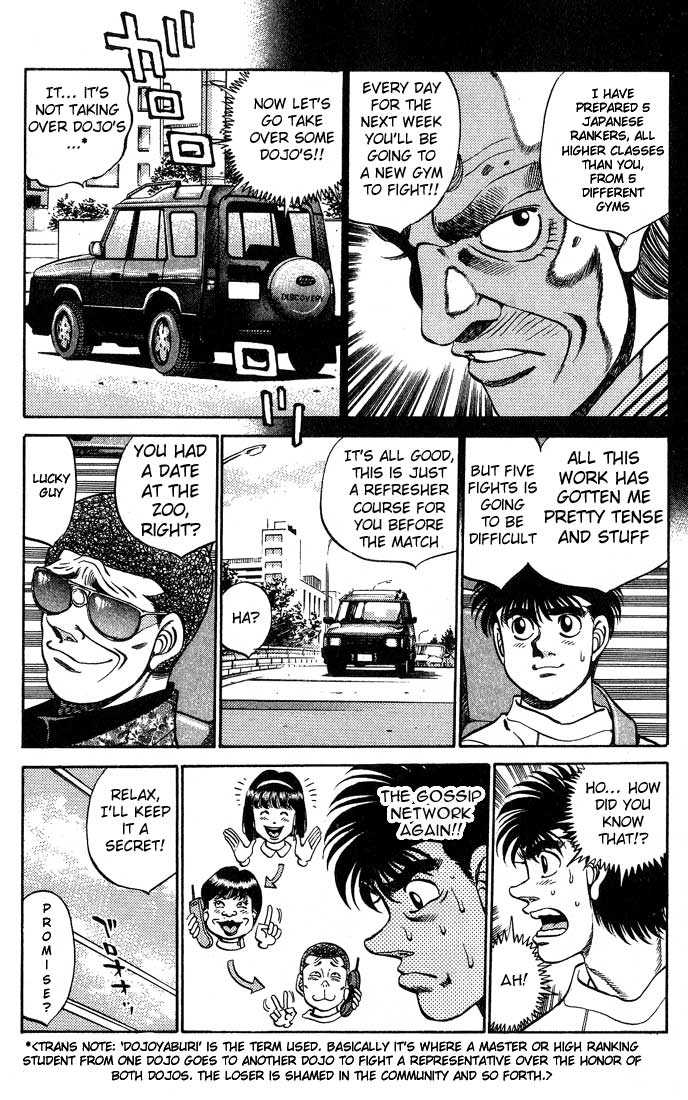 I HAVE
PREPARED 5
JAPANESE
RANKERS, ALL
HIGHER CLASSES
THAN YOU,
FROM 5
DIFFERENT
GYMS
EVERY DAY
FOR THE
NEXT WEEK
YOU'LL BE
GOING TO
A NEW GYM
TO FIGHT!!
ガロロロ
NOW LET'S
GO TAKE
OVER SOME
DOJO'S!!
IT... IT'S
NOT TAKING
OVER DOJO'S
...*
DISCOVERY
ALL THIS
WORK HAS
GOTTEN ME
PRETTY TENSE
AND STUFF
BUT FIVE
FIGHTS IS
GOING
TO BE
DIFFICULT
IT'S ALL GOOD,
THIS IS JUST
A REFRESHER
COURSE FOR
YOU BEFORE
THE MATCH
HA?
YOU HAD
A DATE
AT THE
ZOO,
RIGHT?
LUCKY
GUY
HO... HOW
DID YOU
KNOW
THAT!?
AH!
THE GOSSIP
NETWORK
AGAIN!!
RELAX,
I'LL KEEP
IT A
SECRET!
PROMISE?
*<TRANS NOTE: 'DOJOYABURI' IS THE TERM USED. BASICALLY IT'S WHERE A MASTER OR HIGH RANKING
STUDENT FROM ONE DOJO GOES TO ANOTHER DOJO TO FIGHT A REPRESENTATIVE OVER THE HONOR OF
BOTH DOJOS. THE LOSER IS SHAMED IN THE COMMUNITY AND SO FORTH.>